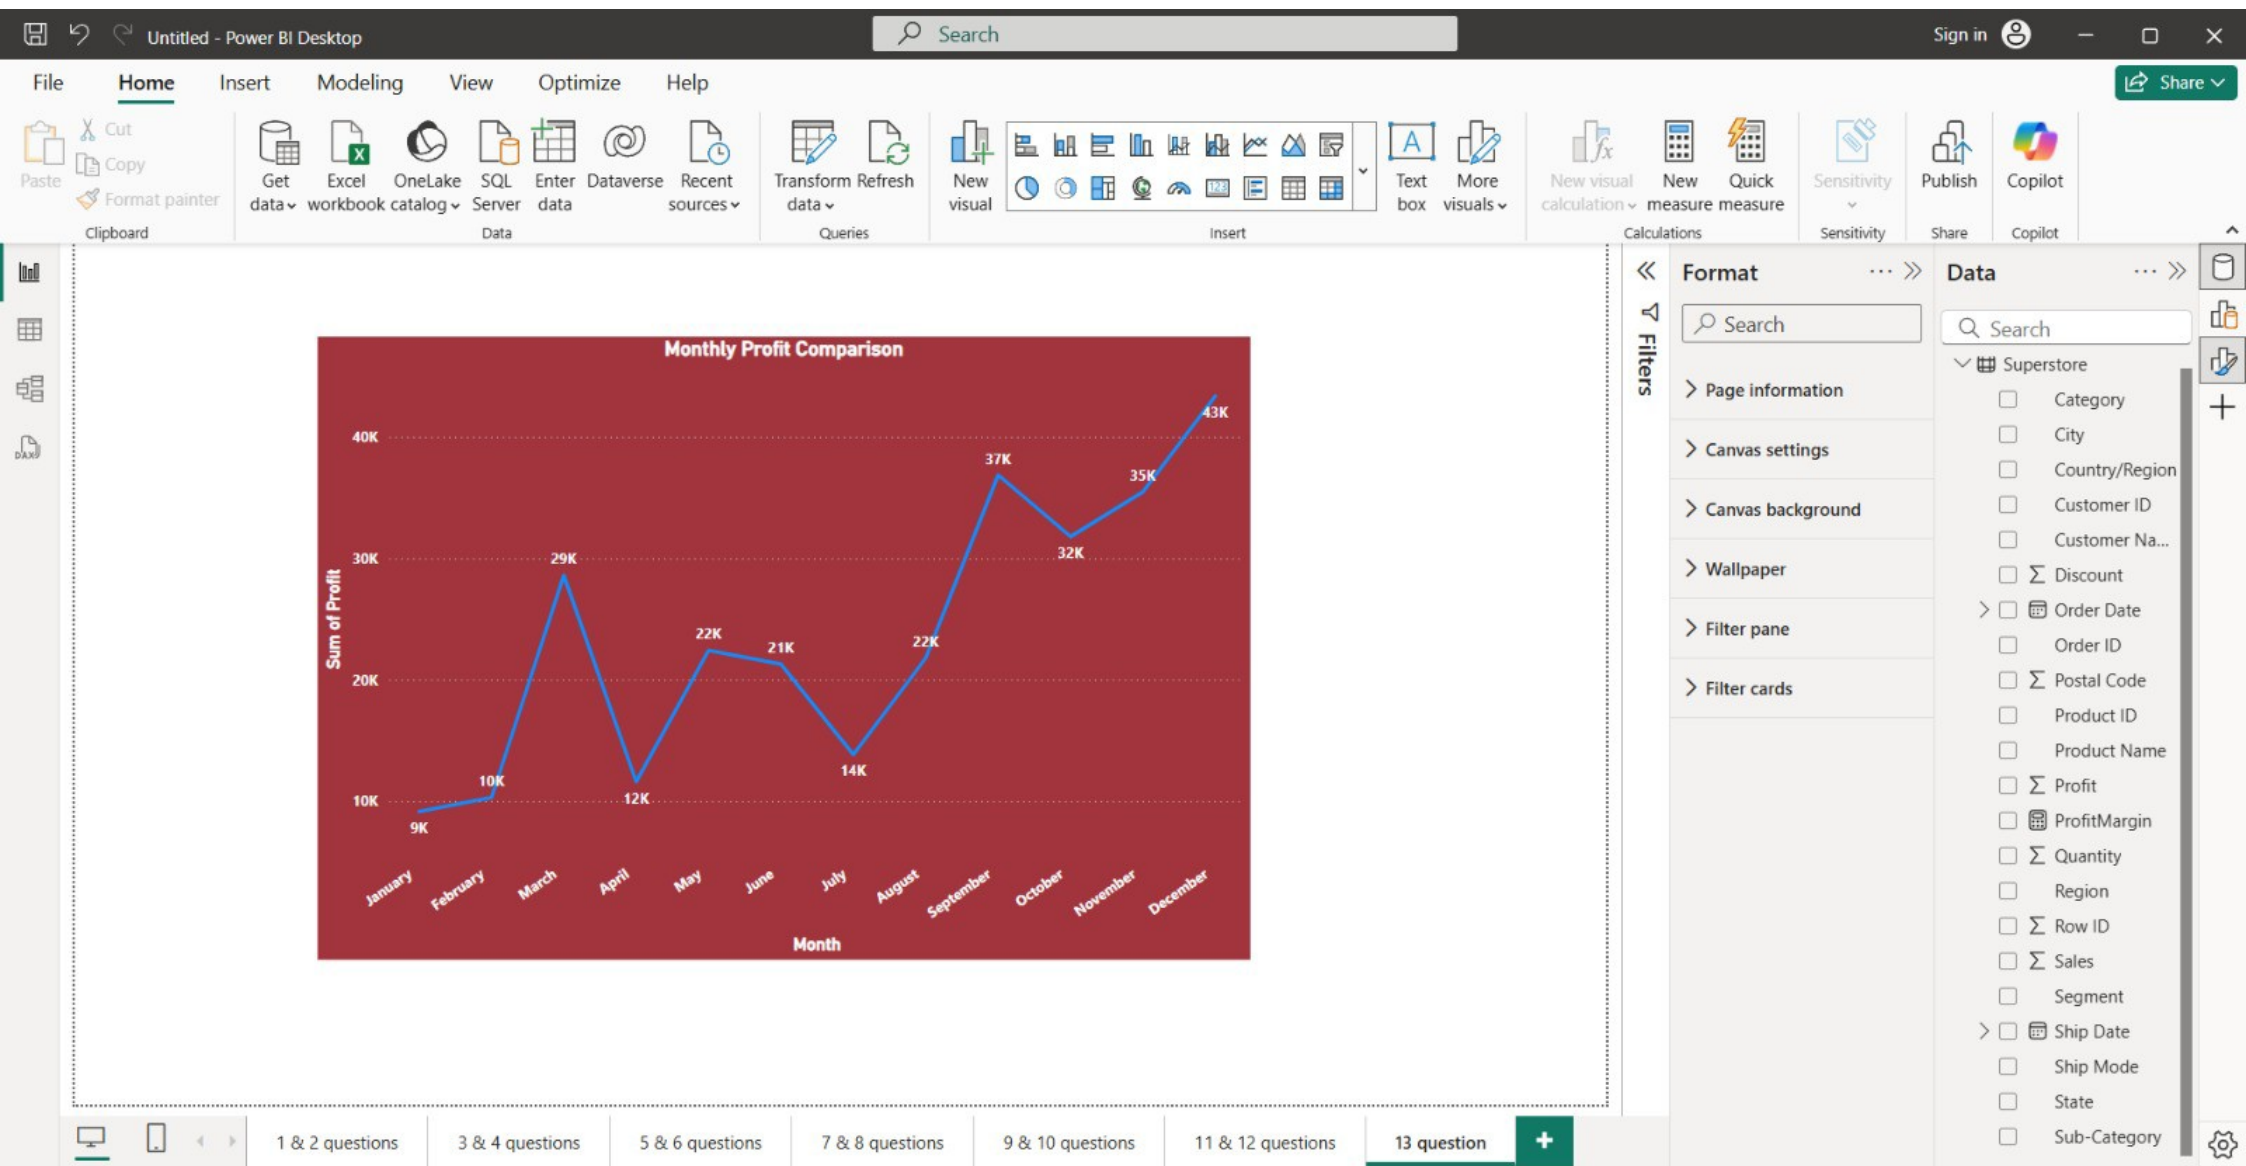 Untitled - Power BI Desktop
Search
Sign in
File Home Insert Modeling View Optimize Help
Share
Paste
Cut
Copy
Format painter
Clipboard
Get data
Excel workbook
OneLake catalog
SQL Server
Enter data
Dataverse
Recent sources
Data
Transform data
Refresh
Queries
New visual
123
A
Text box
More visuals
Insert
New visual calculation
New measure
Quick measure
Calculations
Sensitivity
Sensitivity
Publish
Share
Copilot
Copilot
DAX
Monthly Profit Comparison
Sum of Profit
40K
30K
20K
10K
9K
10K
29K
12K
22K
21K
14K
22K
37K
32K
35K
43K
January
February
March
April
May
June
July
August
September
October
November
December
Month
Filters
Format
Search
Page information
Canvas settings
Canvas background
Wallpaper
Filter pane
Filter cards
Data
Search
Superstore
Category
City
Country/Region
Customer ID
Customer Na...
Discount
Order Date
Order ID
Postal Code
Product ID
Product Name
Profit
ProfitMargin
Quantity
Region
Row ID
Sales
Segment
Ship Date
Ship Mode
State
Sub-Category
1 & 2 questions
3 & 4 questions
5 & 6 questions
7 & 8 questions
9 & 10 questions
11 & 12 questions
13 question